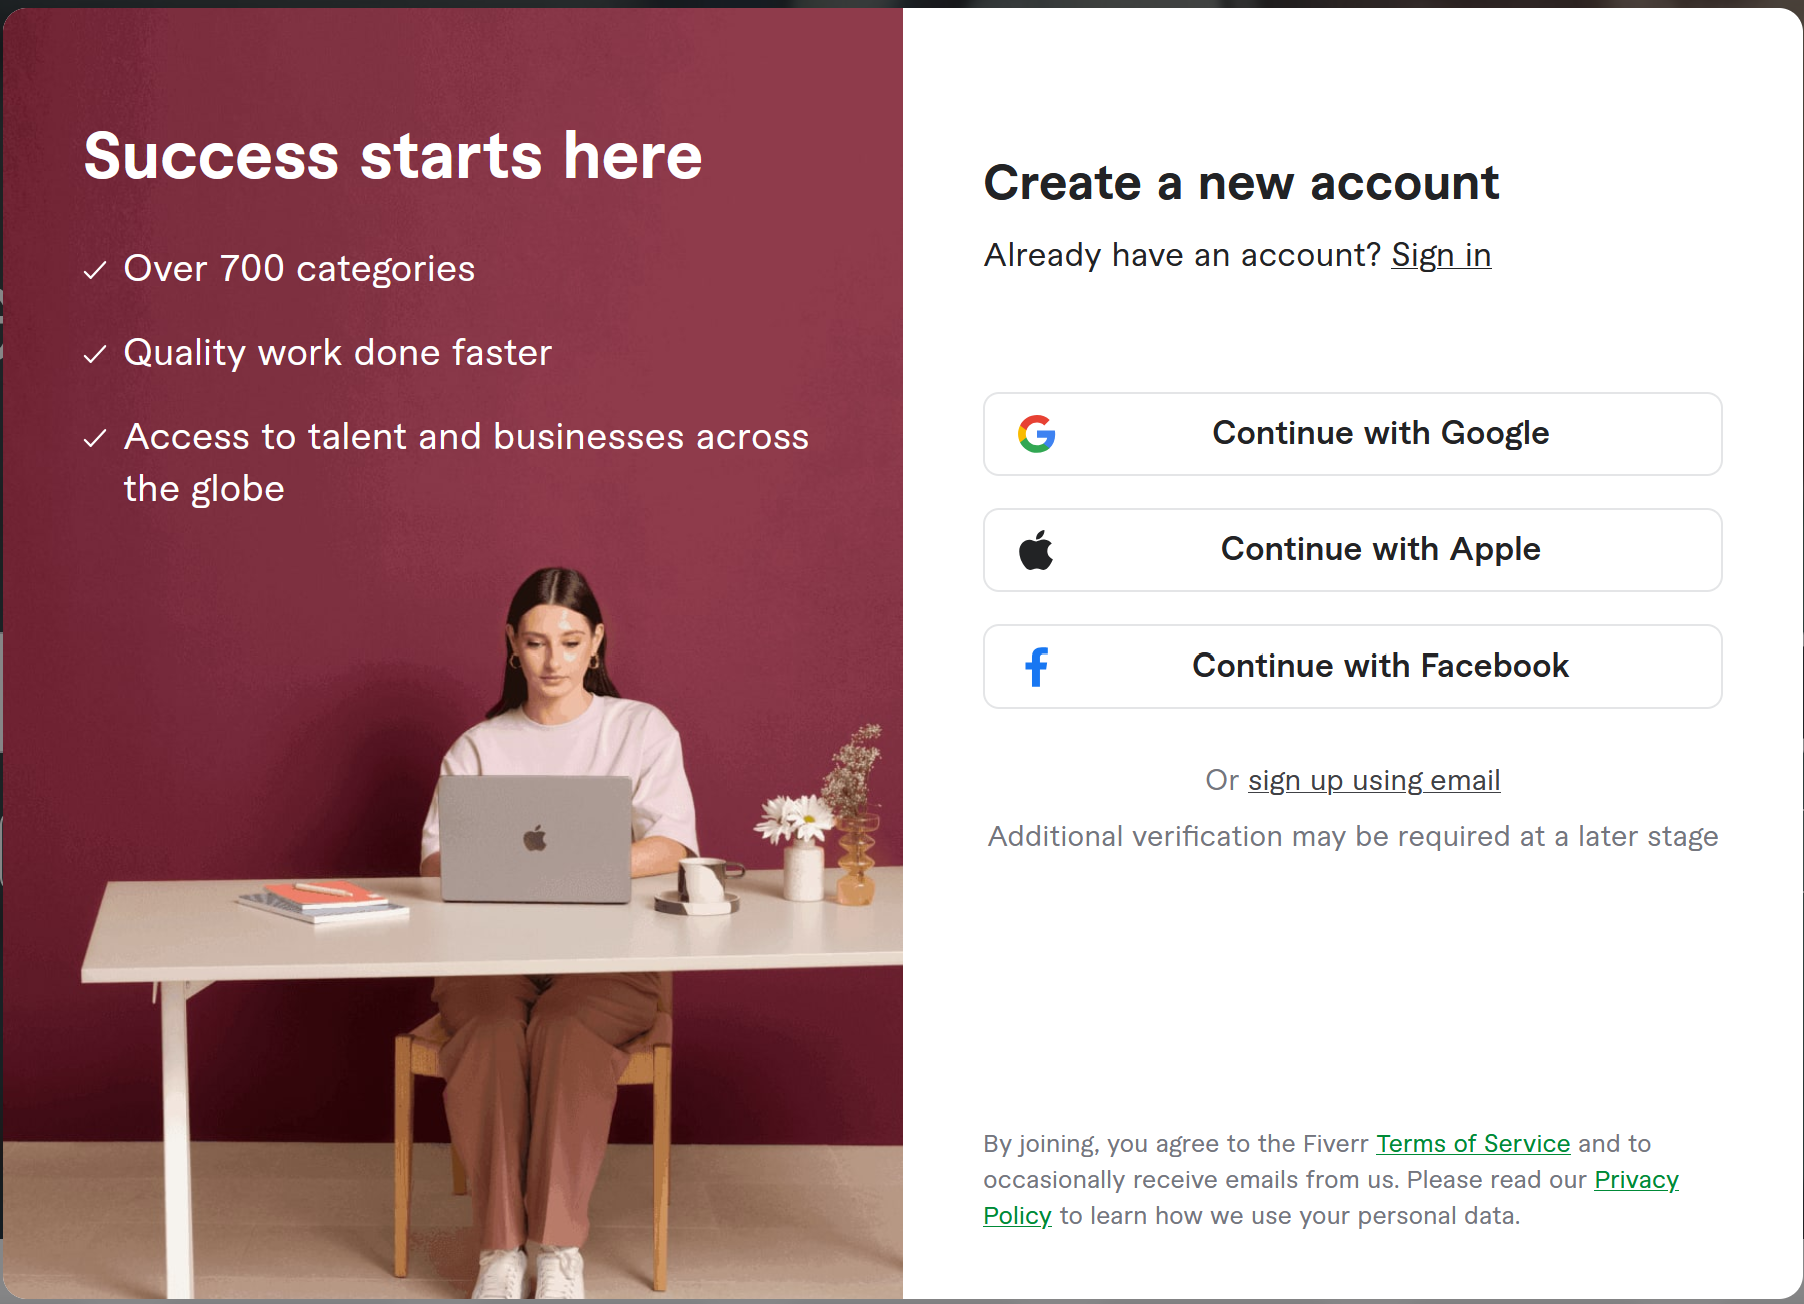 Success starts here
Over 700 categories
Quality work done faster
Access to talent and businesses across
the globe
Create a new account
Already have an account? Sign in
Continue with Google
Continue with Apple
Continue with Facebook
Or sign up using email
Additional verification may be required at a later stage
By joining, you agree to the Fiverr Terms of Service and to
occasionally receive emails from us. Please read our Privacy
Policy to learn how we use your personal data.